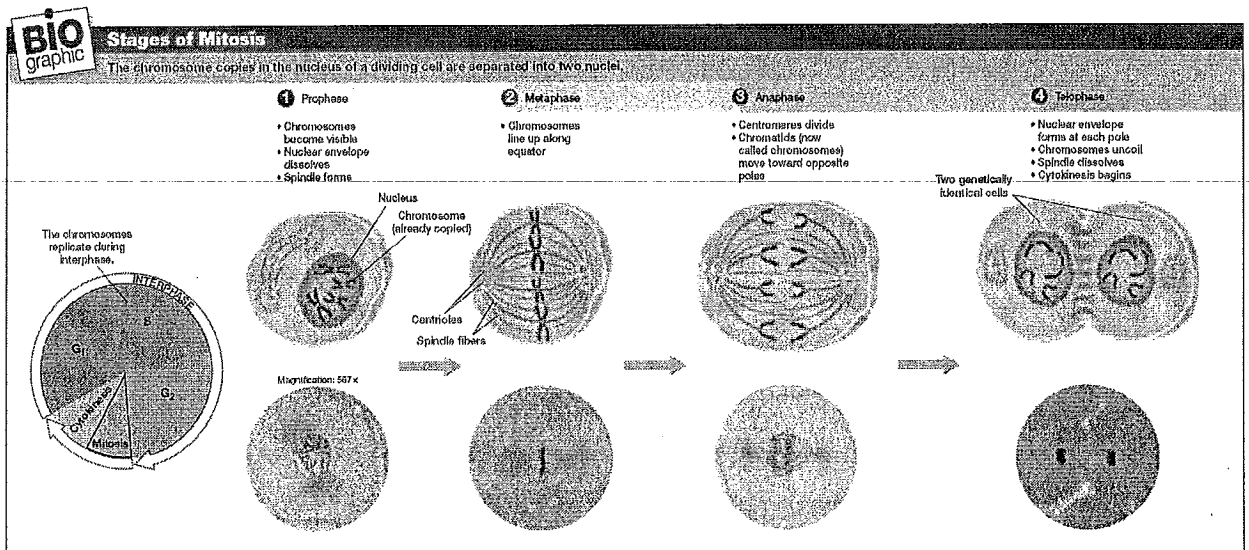 BIO
graphic
Stages of Mitosis
The chromosome copies in the nucleus of a dividing cell are separated into two nuclei.
1 Prophase
• Chromosomes
become visible
• Nuclear envelope
dissolves
• Spindle forms
2 Metaphase
• Chromosomes
line up along
equator
3 Anaphase
• Centromeres divide
• Chromatids (now
called chromosomes)
move toward opposite
poles
4 Telophase
• Nuclear envelope
forms at each pole
• Chromosomes uncoil
• Spindle dissolves
• Cytokinesis begins
Nucleus
Chromosome
(already copied)
Two genetically
identical cells
The chromosomes
replicate during
interphase.
INTERPHASE
S
G1
G2
Cytokinesis
Mitosis
Centrioles
Spindle fibers
Magnification: 567 x